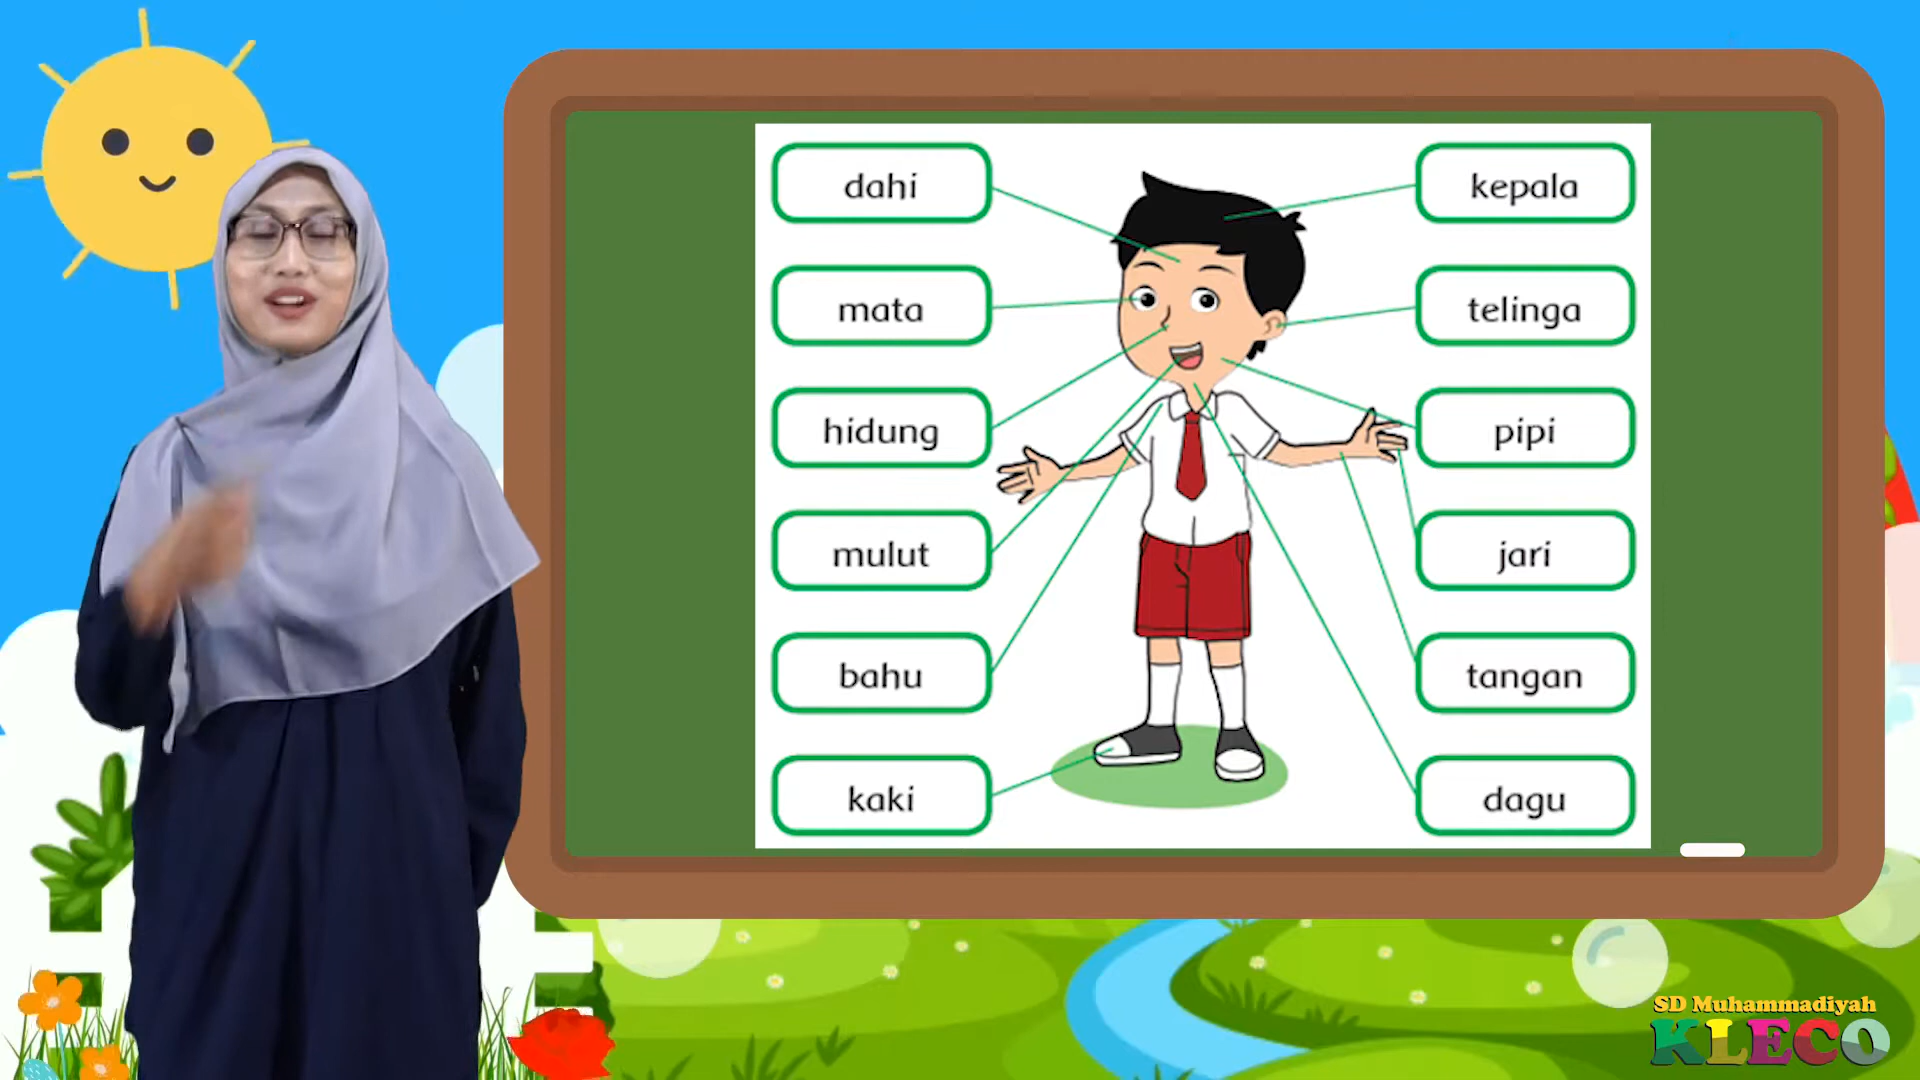 dahi
kepala
mata
telinga
hidung
pipi
mulut
jari
bahu
tangan
kaki
dagu
SD Muhammadiyah
KLECO